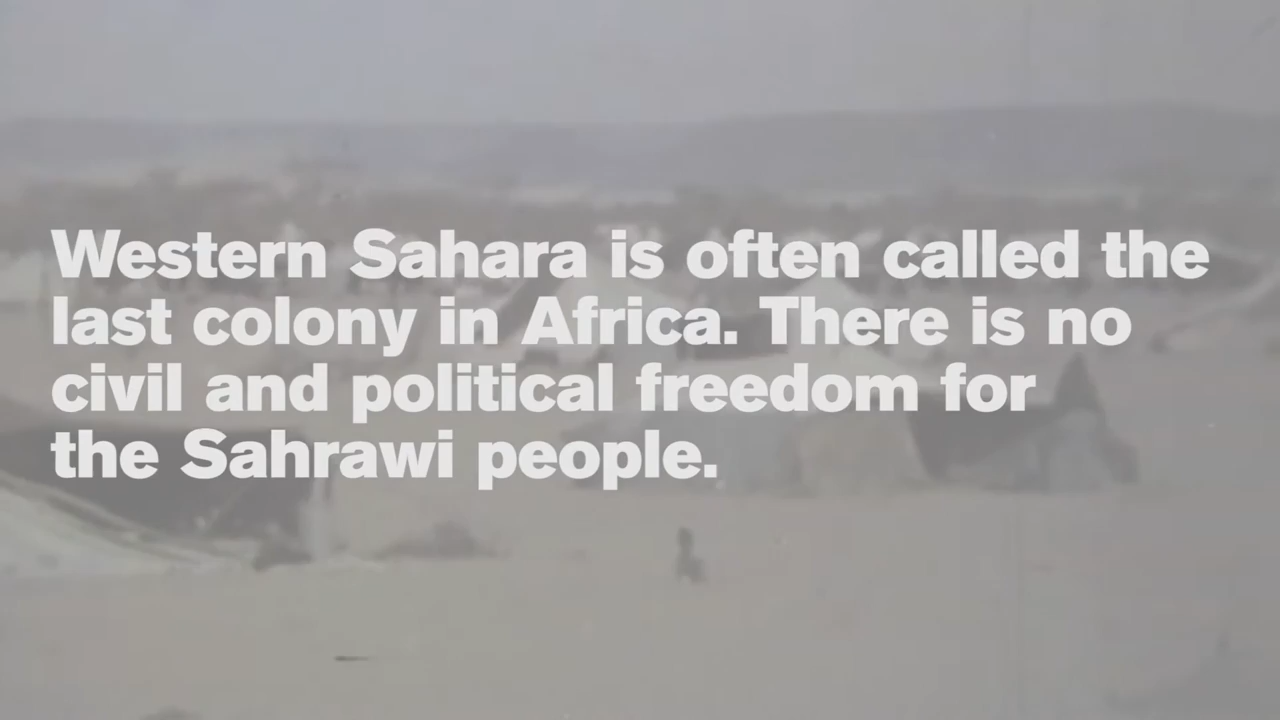 Western Sahara is often called the
last colony in Africa. There is no
civil and political freedom for
the Sahrawi people.